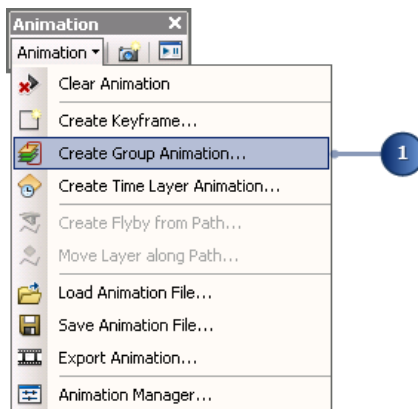 Animation
Animation
Clear Animation
Create Keyframe...
Create Group Animation...
1
Create Time Layer Animation...
Create Flyby from Path...
Move Layer along Path...
Load Animation File...
Save Animation File...
Export Animation...
Animation Manager...